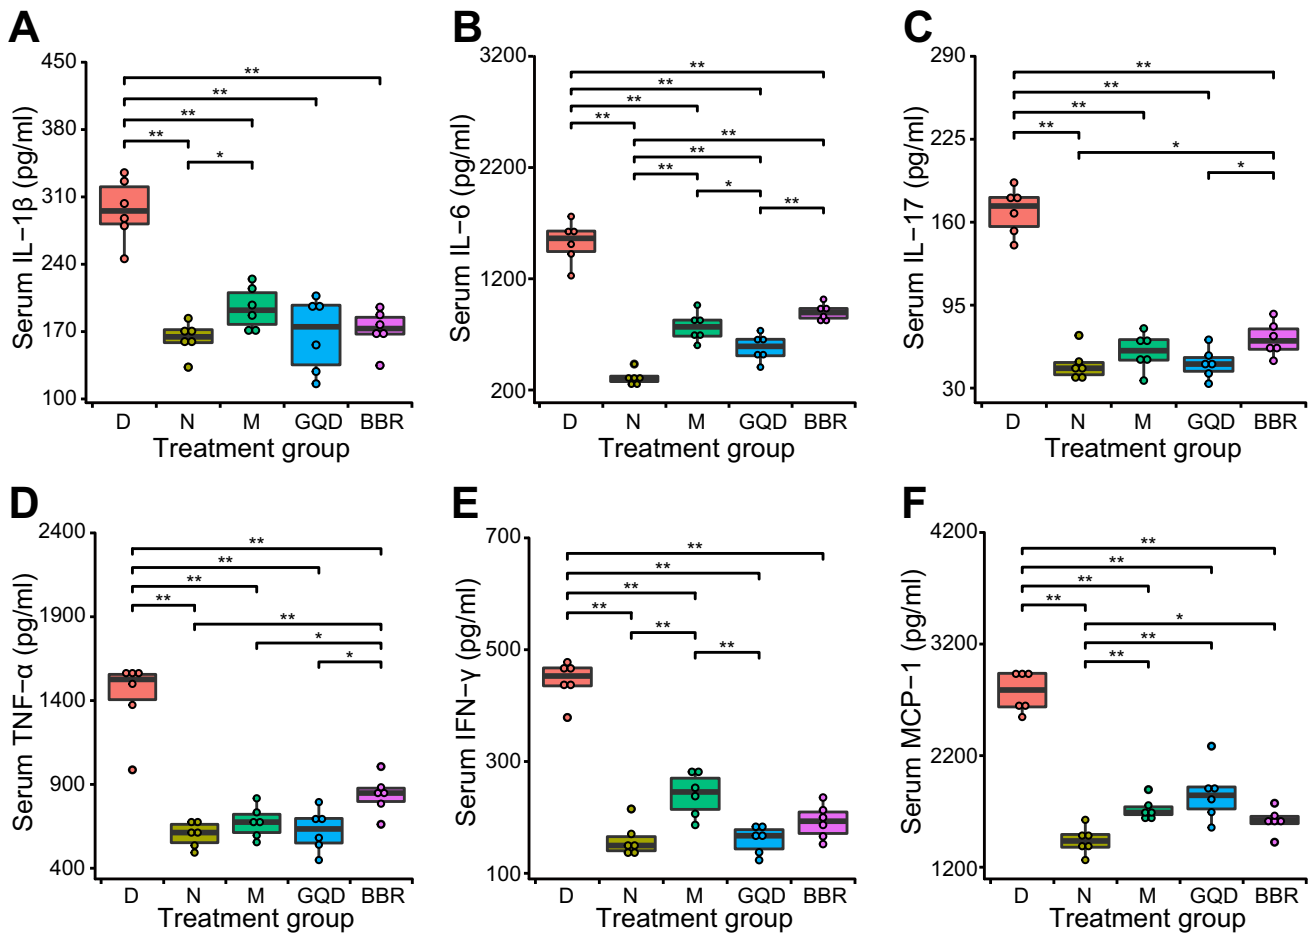 A
Serum IL−1β (pg/ml)
450
380
310
240
170
100
**
**
**
**
*
D N M GQD BBR
Treatment group
B
Serum IL−6 (pg/ml)
3200
2200
1200
200
**
**
**
**
**
**
**
*
**
D N M GQD BBR
Treatment group
C
Serum IL−17 (pg/ml)
290
225
160
95
30
**
**
**
**
*
*
D N M GQD BBR
Treatment group
D
Serum TNF−α (pg/ml)
2400
1900
1400
900
400
**
**
**
**
**
*
*
D N M GQD BBR
Treatment group
E
Serum IFN−γ (pg/ml)
700
500
300
100
**
**
**
**
**
**
D N M GQD BBR
Treatment group
F
Serum MCP−1 (pg/ml)
4200
3200
2200
1200
**
**
**
**
*
**
**
D N M GQD BBR
Treatment group